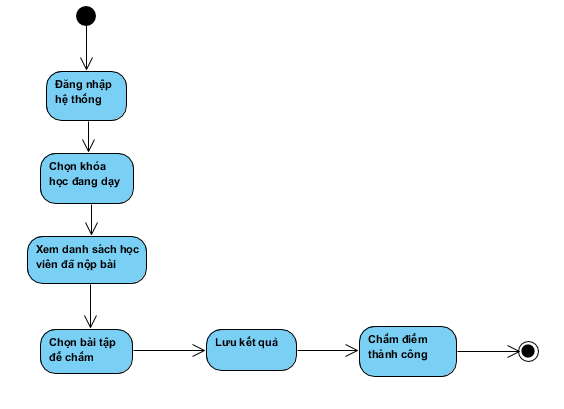 Đăng nhập
hệ thống
Chọn khóa
học đang dạy
Xem danh sách học
viên đã nộp bài
Chọn bài tập
để chấm
Lưu kết quả
Chấm điểm
thành công